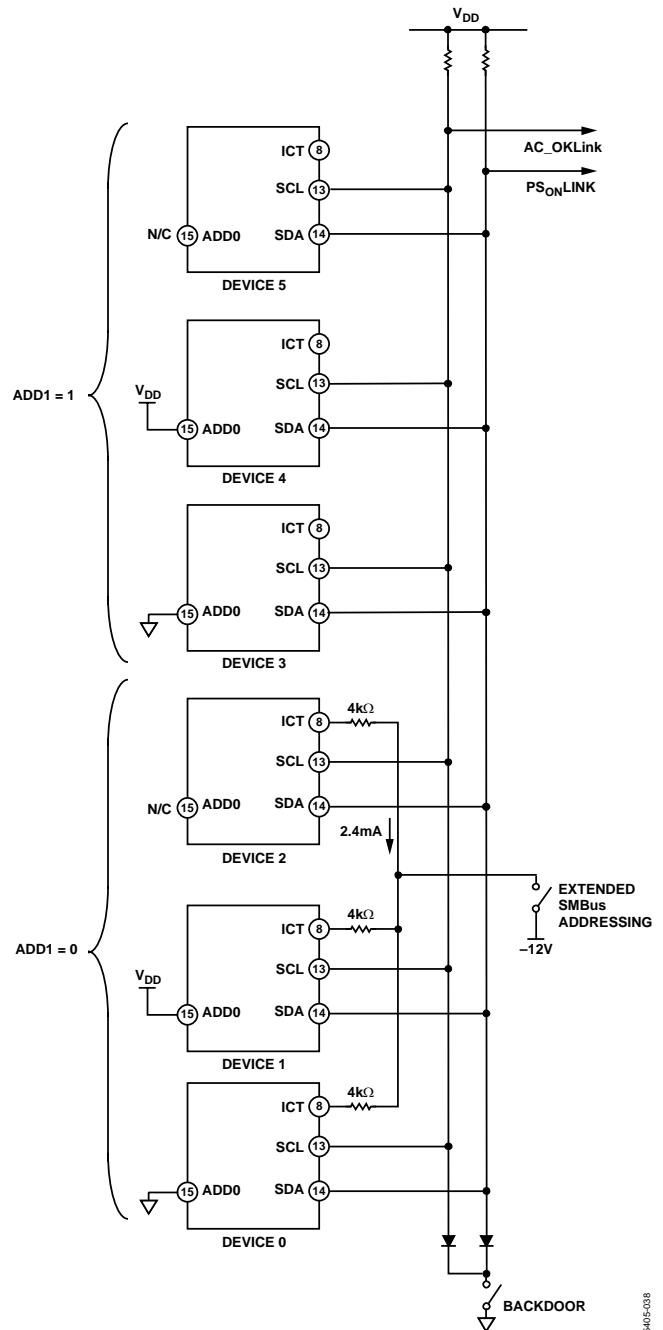 VDD
AC_OKLink
PSONLINK
ICT 8
SCL 13
N/C 15 ADD0 SDA 14
DEVICE 5
ADD1 = 1
ICT 8
SCL 13
VDD
15 ADD0 SDA 14
DEVICE 4
ICT 8
SCL 13
15 ADD0 SDA 14
DEVICE 3
4kΩ
ICT 8
SCL 13
N/C 15 ADD0 SDA 14
DEVICE 2
2.4mA
EXTENDED
SMBus
ADDRESSING
–12V
ADD1 = 0
4kΩ
ICT 8
SCL 13
VDD
15 ADD0 SDA 14
DEVICE 1
4kΩ
ICT 8
SCL 13
15 ADD0 SDA 14
DEVICE 0
BACKDOOR